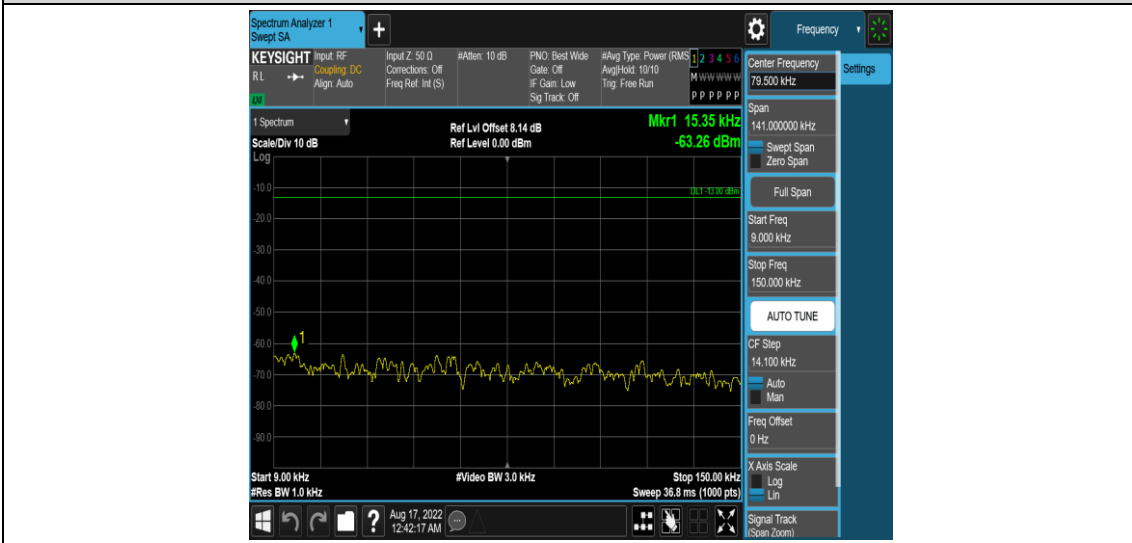 Spectrum Analyzer 1
Swept SA
+
Frequency
KEYSIGHT
RL
Input: RF
Coupling: DC
Align: Auto
Input Z: 50 Ω
Corrections: Off
Freq Ref: Int (S)
#Atten: 10 dB
PNO: Best Wide
Gate: Off
IF Gain: Low
Sig Track: Off
#Avg Type: Power (RMS
Avg|Hold: 10/10
Trig: Free Run
1 2 3 4 5 6
M W W W W W
P P P P P P
1 Spectrum
Scale/Div 10 dB
Log
Ref Lvl Offset 8.14 dB
Ref Level 0.00 dBm
Mkr1 15.35 kHz
-63.26 dBm
DL1 -13.00 dBm
-10.0
-20.0
-30.0
-40.0
-50.0
-60.0
-70.0
-80.0
-90.0
1
Start 9.00 kHz
#Res BW 1.0 kHz
#Video BW 3.0 kHz
Stop 150.00 kHz
Sweep 36.8 ms (1000 pts)
?
Aug 17, 2022
12:42:17 AM
Center Frequency
79.500 kHz
Settings
Span
141.000000 kHz
Swept Span
Zero Span
Full Span
Start Freq
9.000 kHz
Stop Freq
150.000 kHz
AUTO TUNE
CF Step
14.100 kHz
Auto
Man
Freq Offset
0 Hz
X Axis Scale
Log
Lin
Signal Track
(Span Zoom)